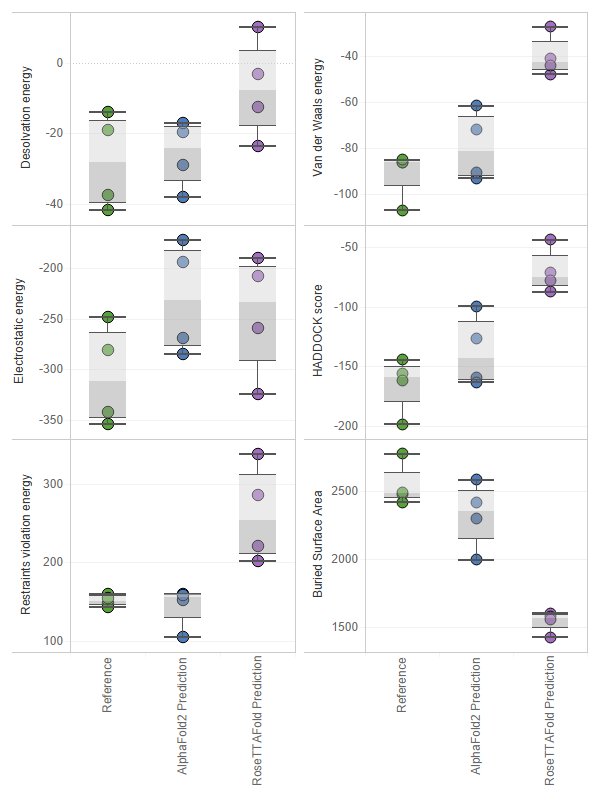 Desolvation energy
0
-20
-40
Van der Waals energy
-40
-60
-80
-100
Electrostatic energy
-200
-250
-300
-350
HADDOCK score
-50
-100
-150
-200
Restraints violation energy
300
200
100
Buried Surface Area
2500
2000
1500
Reference
AlphaFold2 Prediction
RoseTTAFold Prediction
Reference
AlphaFold2 Prediction
RoseTTAFold Prediction